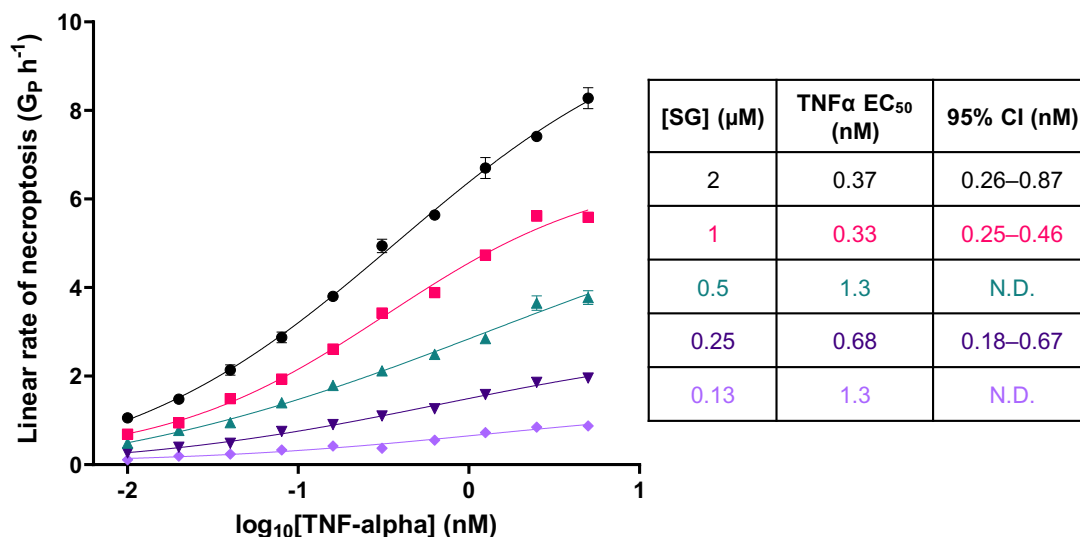 10
8
6
4
2
0
-2
-1
0
1
Linear rate of necroptosis (Gₚ h⁻¹)
log₁₀[TNF-alpha] (nM)
[SG] (µM) TNFα EC₅₀ (nM) 95% CI (nM)
2 0.37 0.26–0.87
1 0.33 0.25–0.46
0.5 1.3 N.D.
0.25 0.68 0.18–0.67
0.13 1.3 N.D.